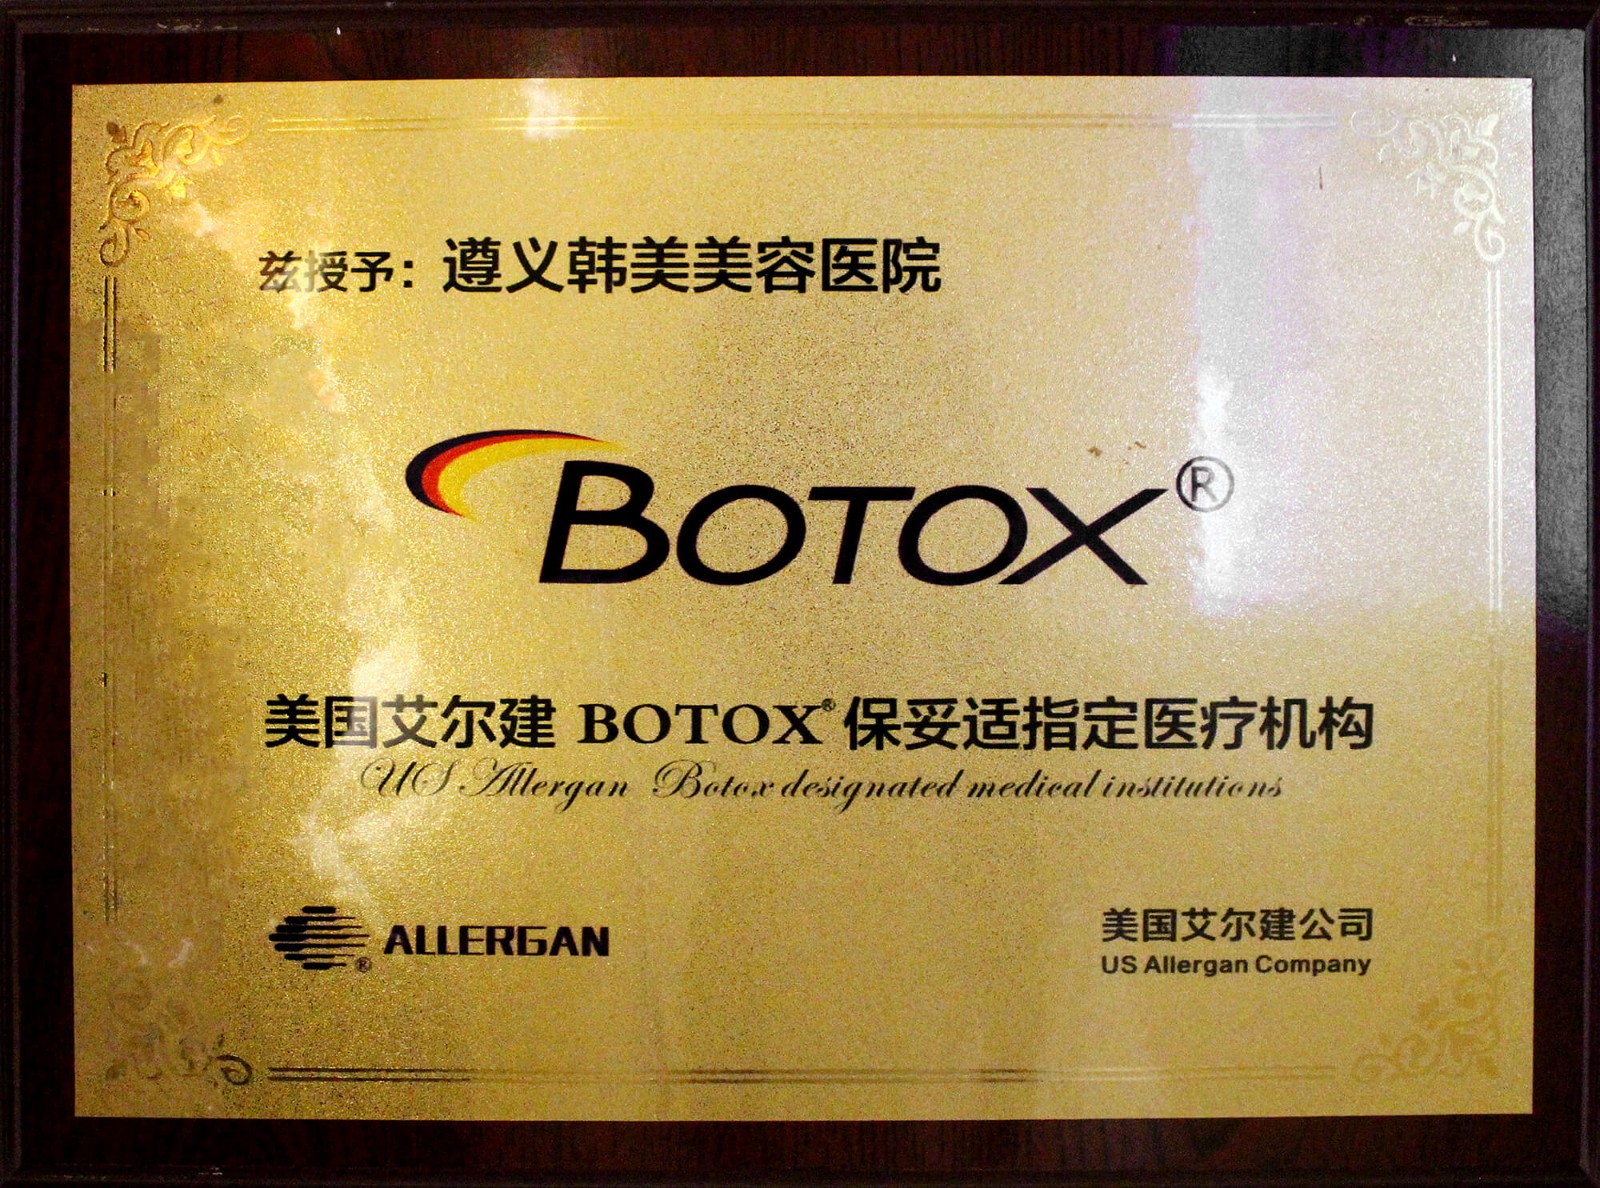 兹授予：遵义韩美美容医院
BOTOX®
美国艾尔建 BOTOX® 保妥适指定医疗机构
US Allergan Botox designated medical institutions
ALLERGAN
®
美国艾尔建公司
US Allergan Company